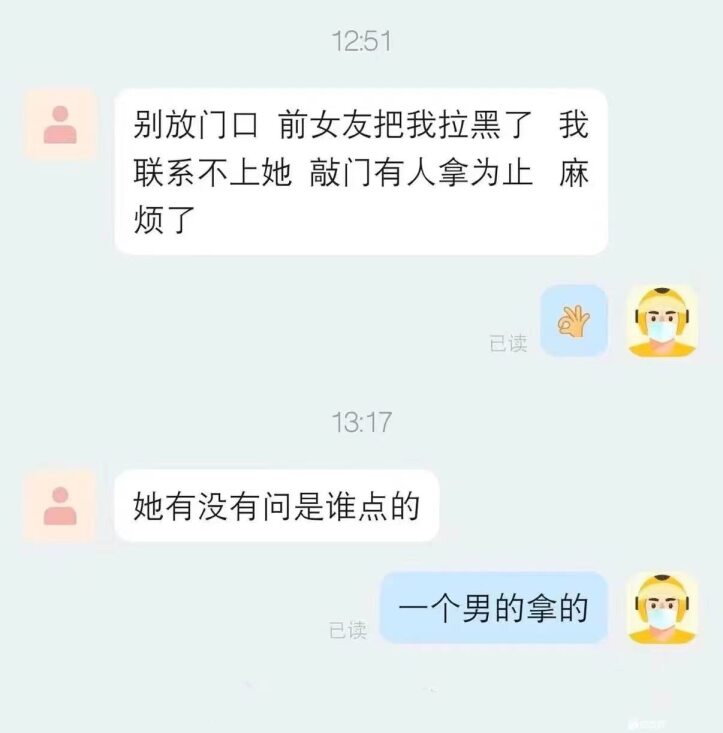 12:51
别放门口 前女友把我拉黑了 我
联系不上她 敲门有人拿为止 麻
烦了
已读
13:17
她有没有问是谁点的
一个男的拿的
已读